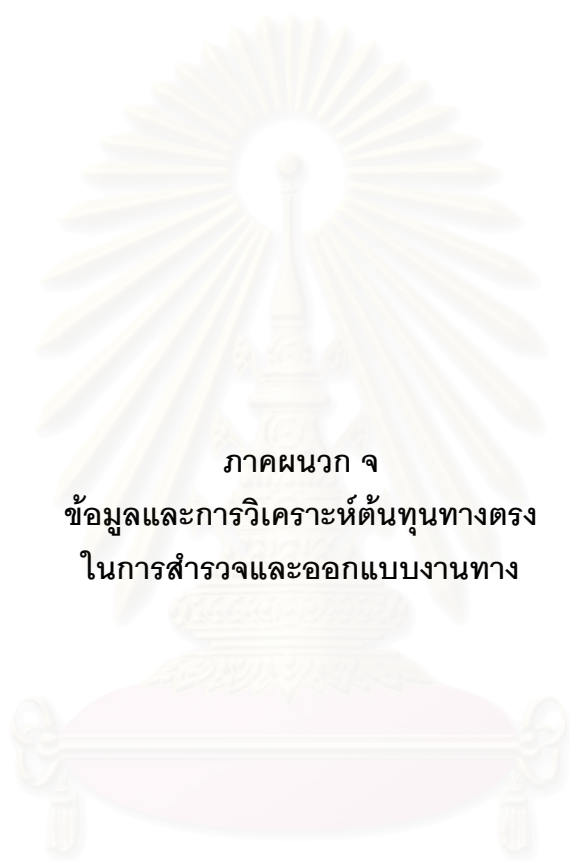 ภาคผนวก จ
ข้อมูลและการวิเคราะห์ต้นทุนทางตรง
ในการสำรวจและออกแบบงานทาง